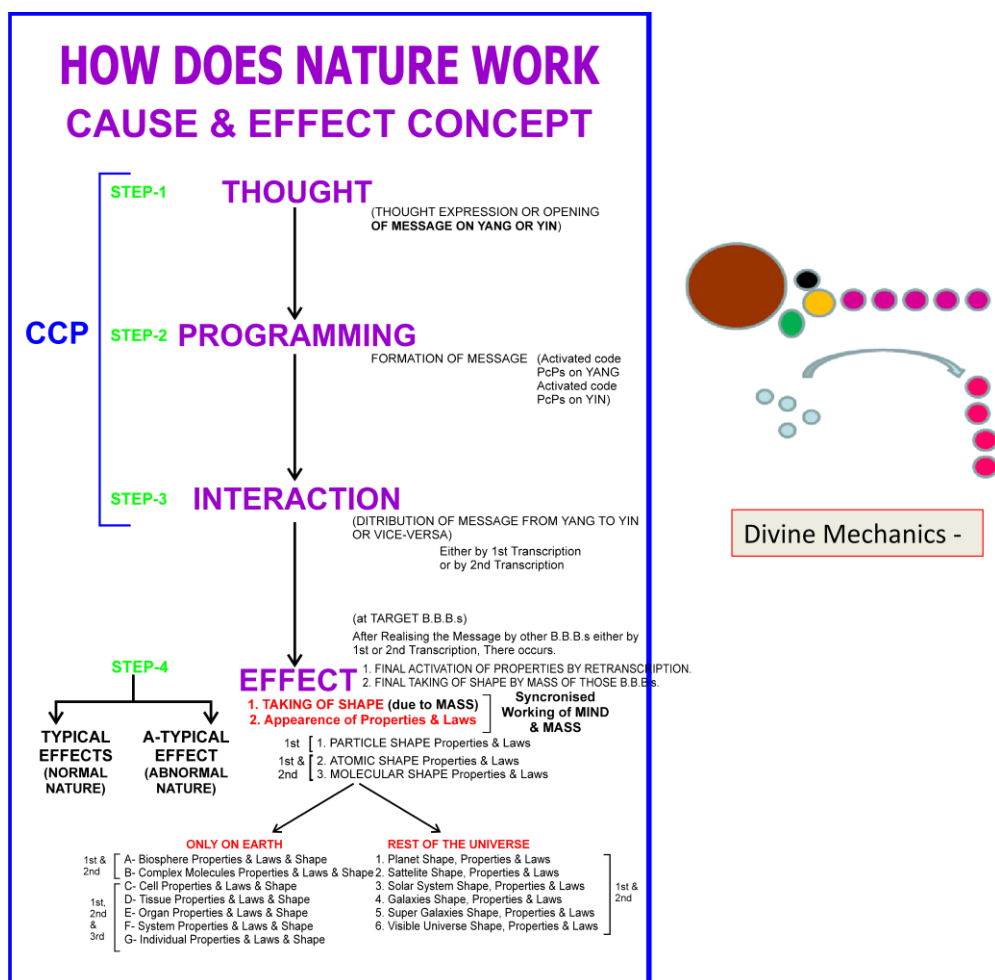 HOW DOES NATURE WORK
CAUSE & EFFECT CONCEPT
STEP-1
THOUGHT
(THOUGHT EXPRESSION OR OPENING
OF MESSAGE ON YANG OR YIN)
CCP
STEP-2
PROGRAMMING
FORMATION OF MESSAGE (Activated code
PcPs on YANG
Activated code
PcPs on YIN)
STEP-3
INTERACTION
(DITRIBUTION OF MESSAGE FROM YANG TO YIN
OR VICE-VERSA)
Either by 1st Transcription
or by 2nd Transcription
(at TARGET B.B.B.s)
After Realising the Message by other B.B.B.s either by
1st or 2nd Transcription, There occurs.
STEP-4
EFFECT
1. FINAL ACTIVATION OF PROPERTIES BY RETRANSCRIPTION.
2. FINAL TAKING OF SHAPE BY MASS OF THOSE B.B.B's.
1. TAKING OF SHAPE (due to MASS)
2. Appearence of Properties & Laws
Syncronised
Working of MIND
& MASS
TYPICAL
EFFECTS
(NORMAL
NATURE)
A-TYPICAL
EFFECT
(ABNORMAL
NATURE)
1st
1. PARTICLE SHAPE Properties & Laws
1st &
2nd
2. ATOMIC SHAPE Properties & Laws
3. MOLECULAR SHAPE Properties & Laws
ONLY ON EARTH
1st &
2nd
A- Biosphere Properties & Laws & Shape
B- Complex Molecules Properties & Laws & Shape
1st,
2nd
&
3rd
C- Cell Properties & Laws & Shape
D- Tissue Properties & Laws & Shape
E- Organ Properties & Laws & Shape
F- System Properties & Laws & Shape
G- Individual Properties & Laws & Shape
REST OF THE UNIVERSE
1. Planet Shape, Properties & Laws
2. Sattelite Shape, Properties & Laws
3. Solar System Shape, Properties & Laws
4. Galaxies Shape, Properties & Laws
5. Super Galaxies Shape, Properties & Laws
6. Visible Universe Shape, Properties & Laws
1st &
2nd
Divine Mechanics -